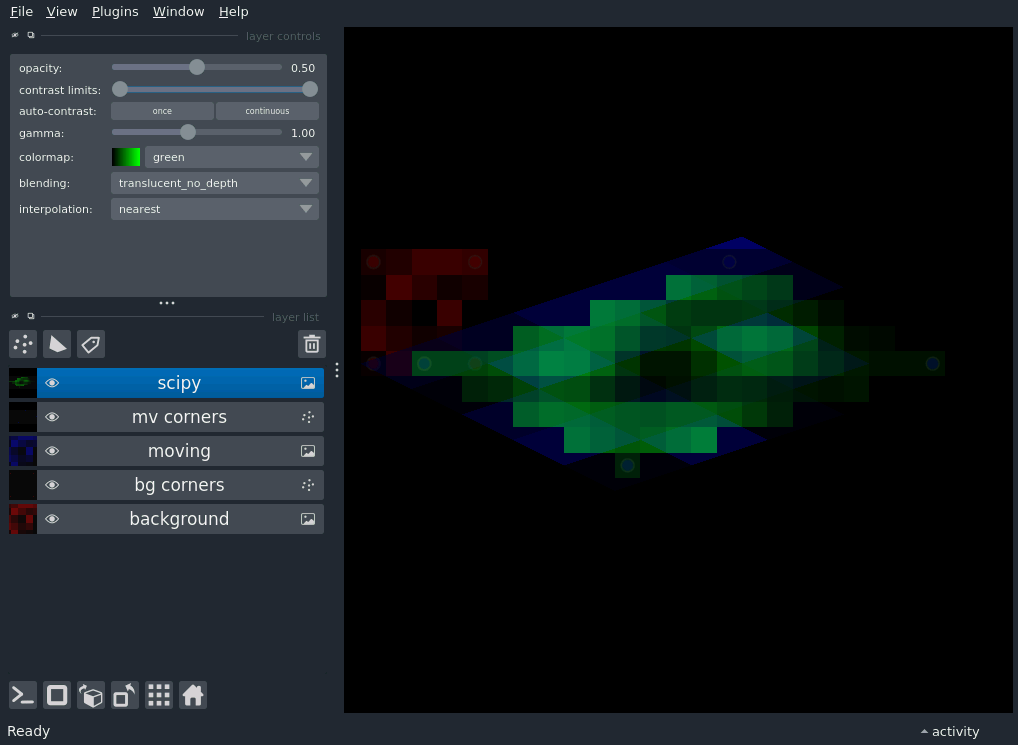 File View Plugins Window Help
layer controls
opacity: 0.50
contrast limits:
auto-contrast: once continuous
gamma: 1.00
colormap: green
blending: translucent_no_depth
interpolation: nearest
layer list
scipy
mv corners
moving
bg corners
background
Ready activity